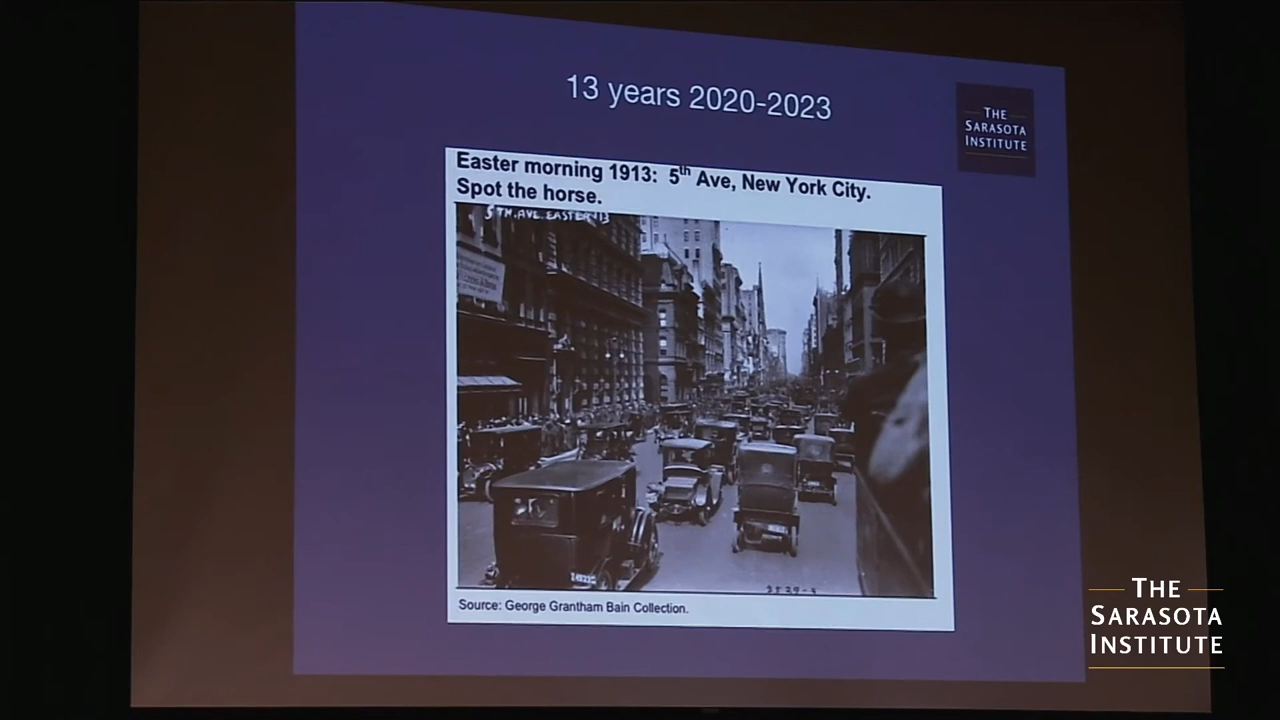 13 years 2020-2023
THE
SARASOTA
INSTITUTE
Easter morning 1913: 5th Ave, New York City.
Spot the horse.
5TH. AVE. EASTER '13
Source: George Grantham Bain Collection.
THE
SARASOTA
INSTITUTE